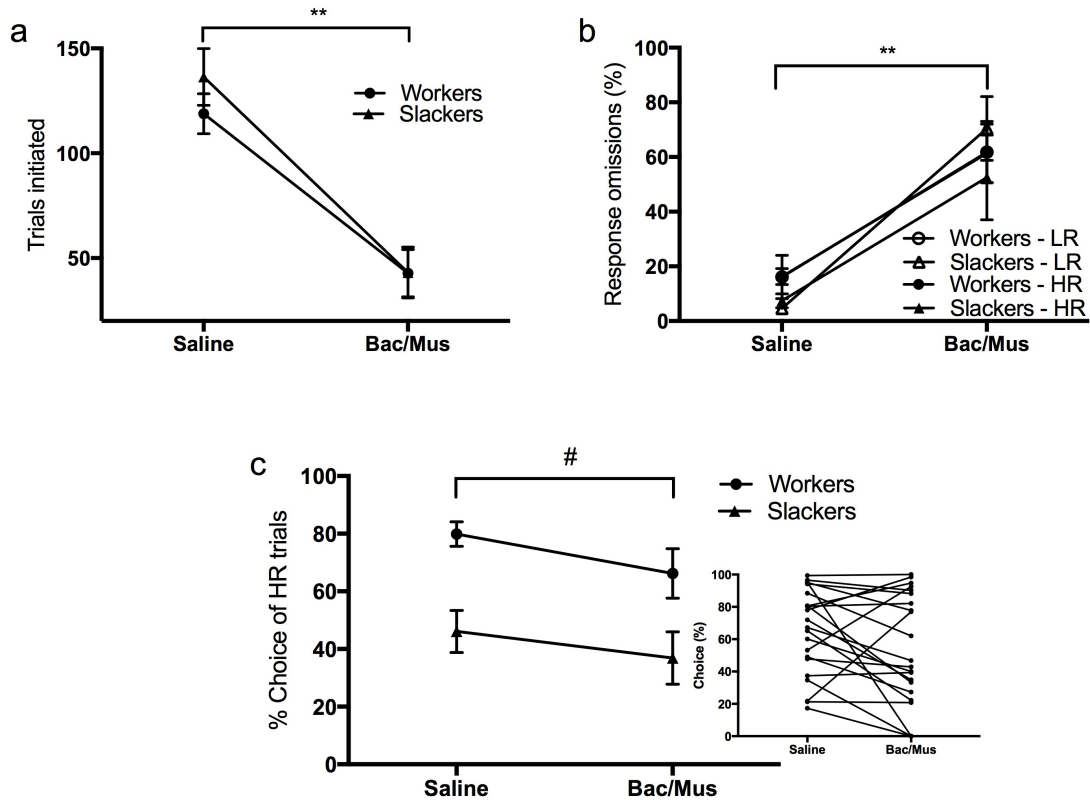 a
**
150
100
50
Trials initiated
Workers
Slackers
Saline
Bac/Mus
b
**
100
80
60
40
20
0
Response omissions (%)
Workers - LR
Slackers - LR
Workers - HR
Slackers - HR
Saline
Bac/Mus
c
#
100
80
60
40
20
0
% Choice of HR trials
Workers
Slackers
Saline
Bac/Mus
100
80
60
40
20
0
Choice (%)
Saline
Bac/Mus